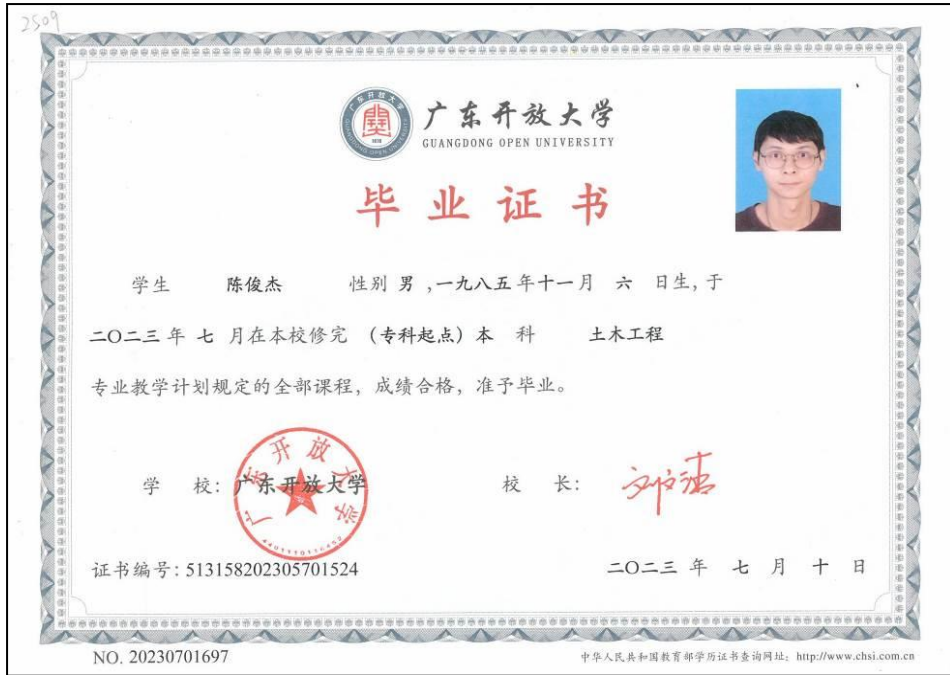 2509
广东开放大学
GUANGDONG OPEN UNIVERSITY
毕业证书
学生 陈俊杰 性别 男 ,一九八五年十一月 六 日生, 于
二〇二三 年 七 月在本校修完 (专科起点) 本 科 土木工程
专业教学计划规定的全部课程, 成绩合格, 准予毕业。
广东开放大学
学 校: 广东开放大学 校 长:
证书编号: 513158202305701524 二〇二三 年 七 月 十 日
NO. 20230701697 中华人民共和国教育部学历证书查询网址: http://www.chsi.com.cn